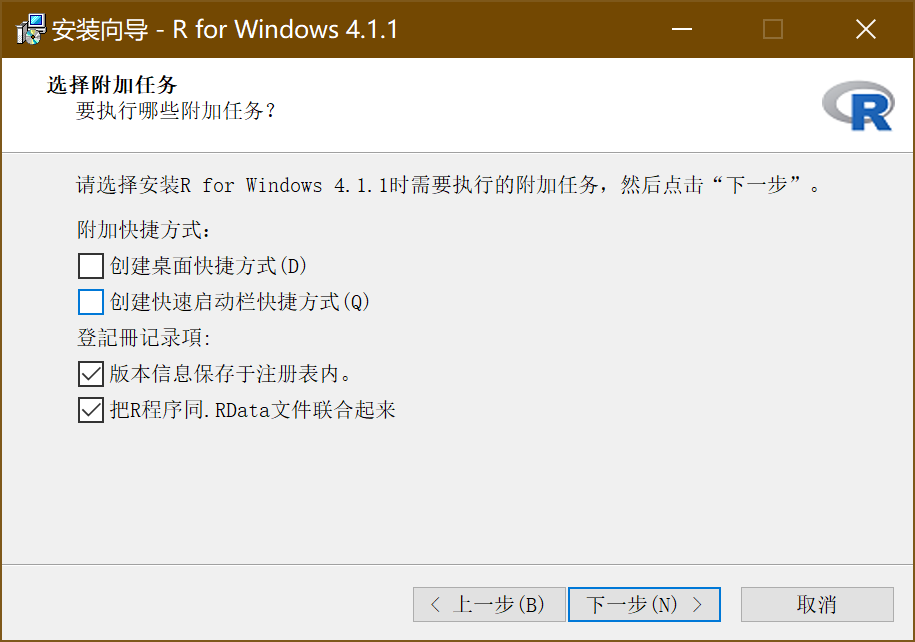 安装向导 - R for Windows 4.1.1
选择附加任务
要执行哪些附加任务？
R
请选择安装R for Windows 4.1.1时需要执行的附加任务，然后点击“下一步”。
附加快捷方式：
创建桌面快捷方式(D)
创建快速启动栏快捷方式(Q)
登記冊记录項:
版本信息保存于注册表内。
把R程序同.RData文件联合起来
< 上一步(B)
下一步(N) >
取消